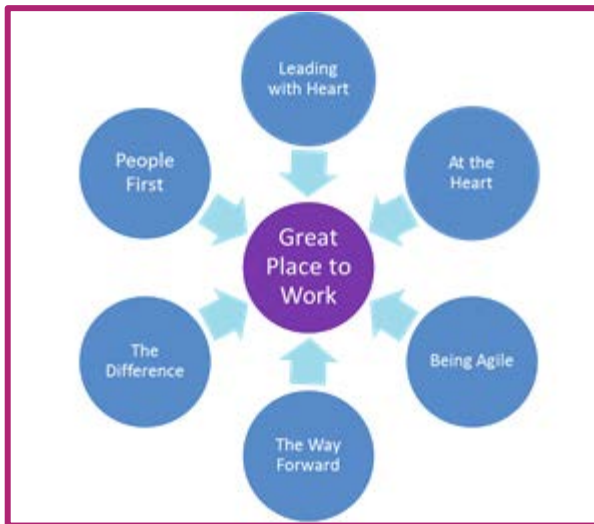 Leading
with Heart
People
First
At the
Heart
Great
Place to
Work
The
Difference
Being Agile
The Way
Forward